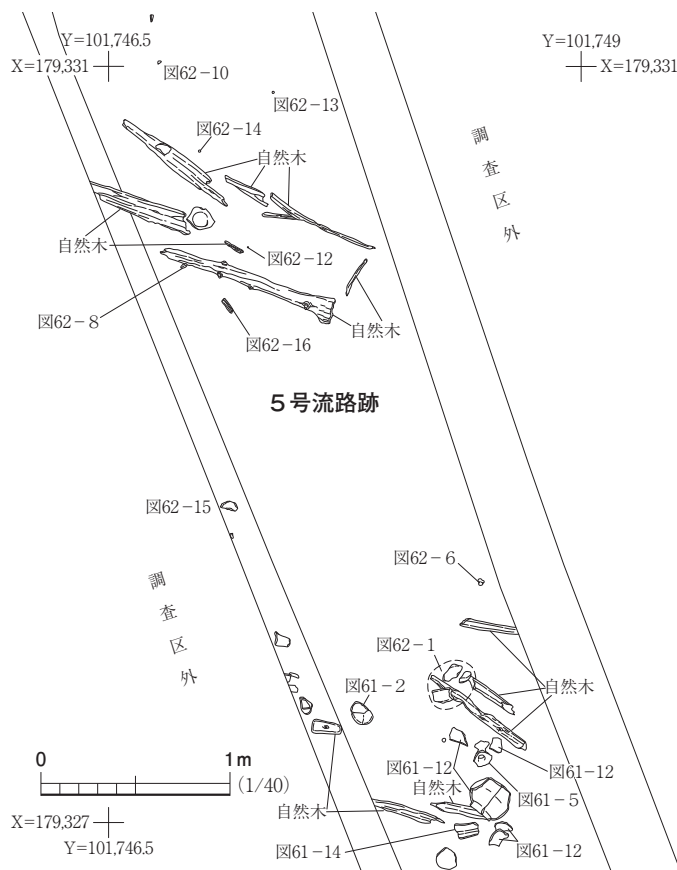 Y=101,746.5
X=179,331
Y=101,749
X=179,331
図62-10
図62-13
図62-14
自然木
調査区外
自然木
図62-12
図62-8
自然木
図62-16
5号流路跡
図62-15
図62-6
調査区外
図62-1
自然木
図61-2
0 1m
(1/40)
図61-12
図61-12
自然木
図61-5
自然木
X=179,327
Y=101,746.5
図61-14
図61-12